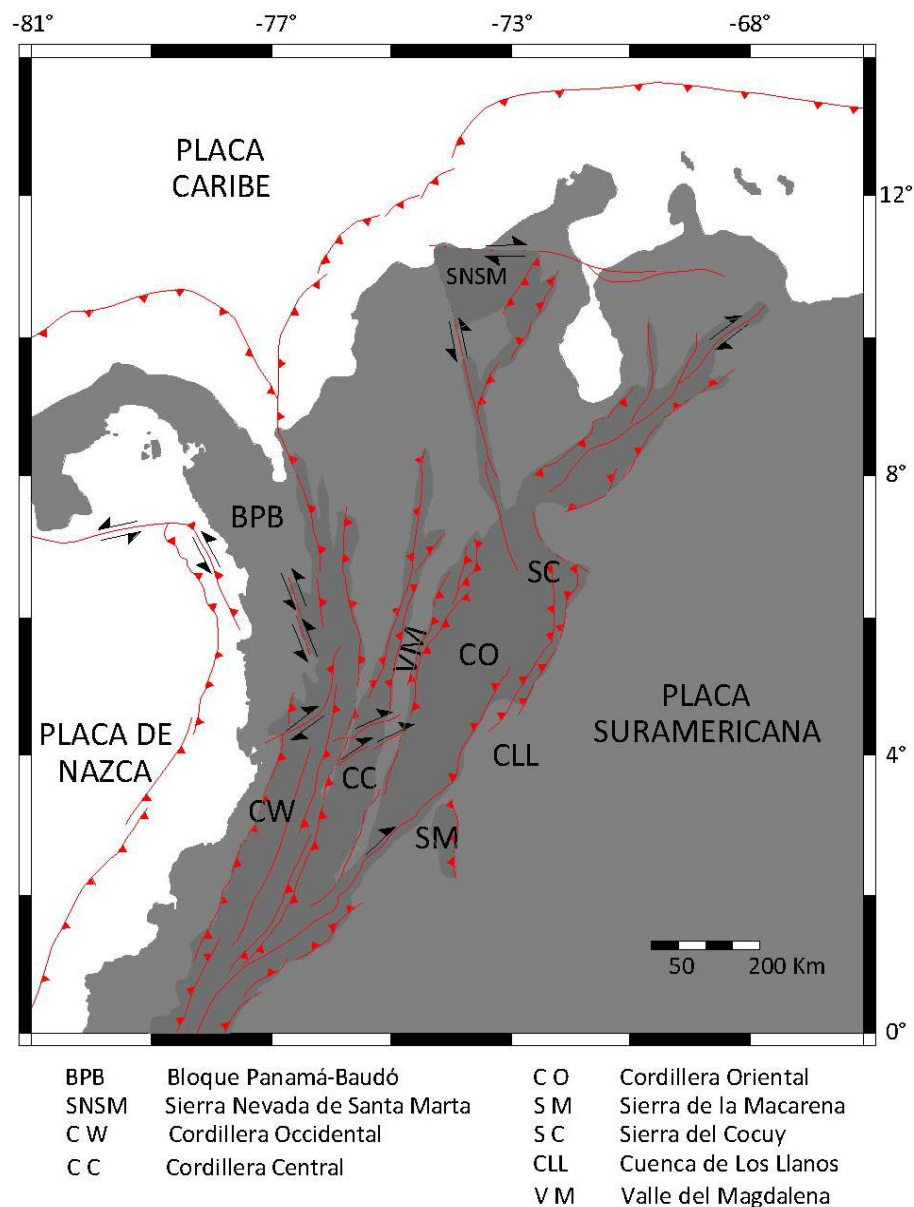 -81° -77° -73° -68°
PLACA
CARIBE
12°
SNSM
8°
BPB
SC
VM
CO
PLACA
SURAMERICANA
PLACA DE
NAZCA
4°
CLL
CC
CW
SM
50 200 Km
0°
BPB Bloque Panamá-Baudó
SNSM Sierra Nevada de Santa Marta
C W Cordillera Occidental
C C Cordillera Central
C O Cordillera Oriental
S M Sierra de la Macarena
S C Sierra del Cocuy
CLL Cuenca de Los Llanos
V M Valle del Magdalena